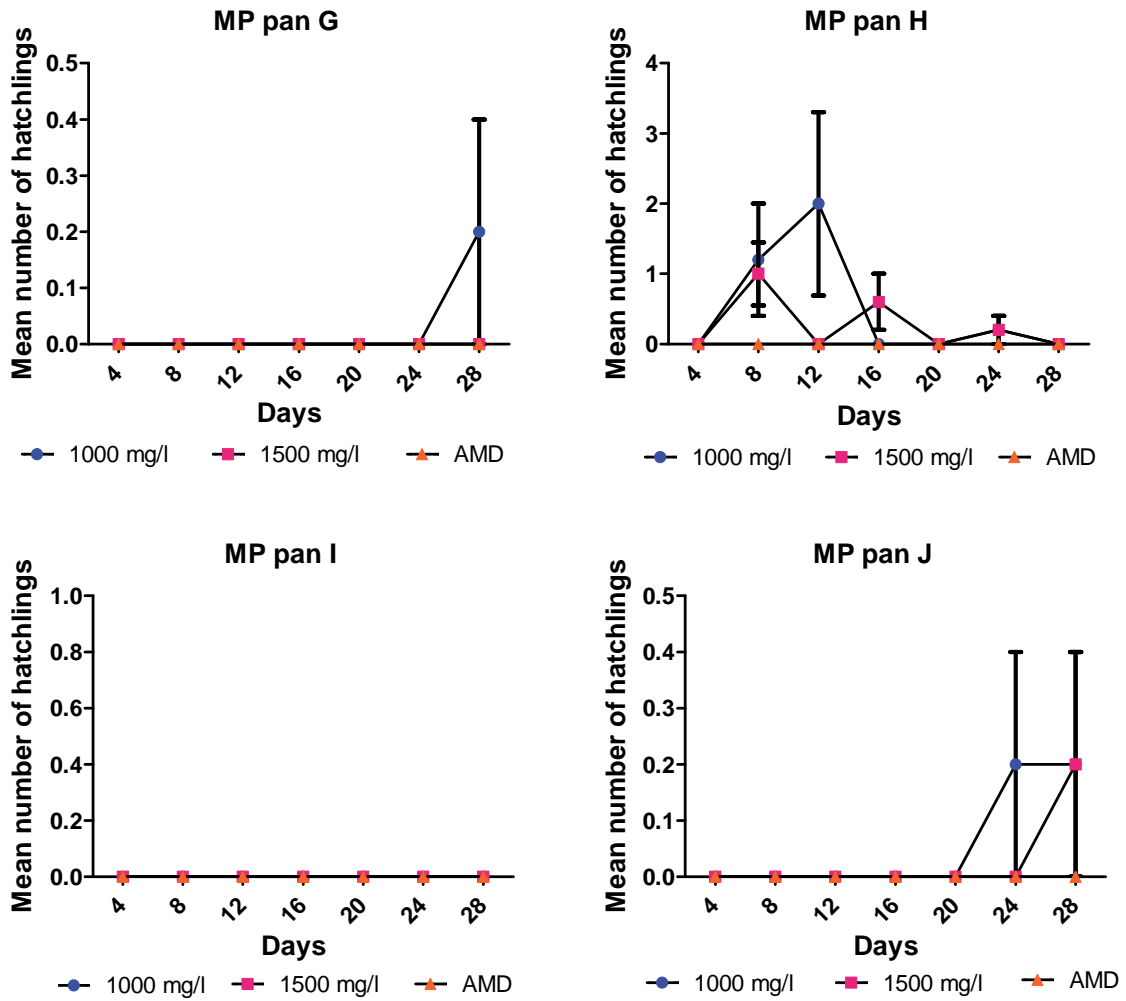 MP pan G
Mean number of hatchlings
0.5
0.4
0.3
0.2
0.1
0.0
4 8 12 16 20 24 28
Days
1000 mg/l 1500 mg/l AMD
MP pan H
Mean number of hatchlings
4
3
2
1
0
4 8 12 16 20 24 28
Days
1000 mg/l 1500 mg/l AMD
MP pan I
Mean number of hatchlings
1.0
0.8
0.6
0.4
0.2
0.0
4 8 12 16 20 24 28
Days
1000 mg/l 1500 mg/l AMD
MP pan J
Mean number of hatchlings
0.5
0.4
0.3
0.2
0.1
0.0
4 8 12 16 20 24 28
Days
1000 mg/l 1500 mg/l AMD